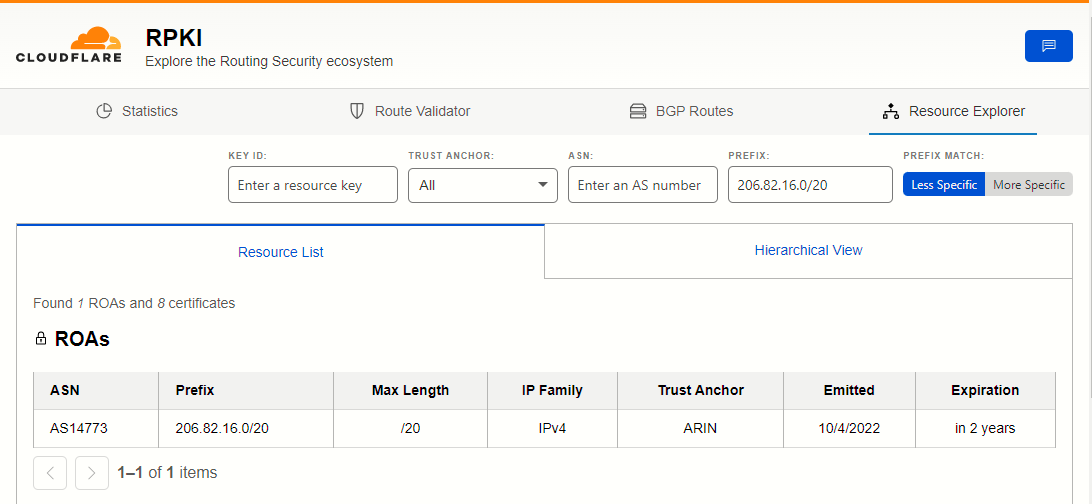 CLOUDFLARE
RPKI
Explore the Routing Security ecosystem
Statistics Route Validator BGP Routes Resource Explorer
KEY ID: TRUST ANCHOR: ASN: PREFIX: PREFIX MATCH:
Enter a resource key All Enter an AS number 206.82.16.0/20 Less Specific More Specific
Resource List Hierarchical View
Found 1 ROAs and 8 certificates
ROAs
ASN Prefix Max Length IP Family Trust Anchor Emitted Expiration
AS14773 206.82.16.0/20 /20 IPv4 ARIN 10/4/2022 in 2 years
1–1 of 1 items